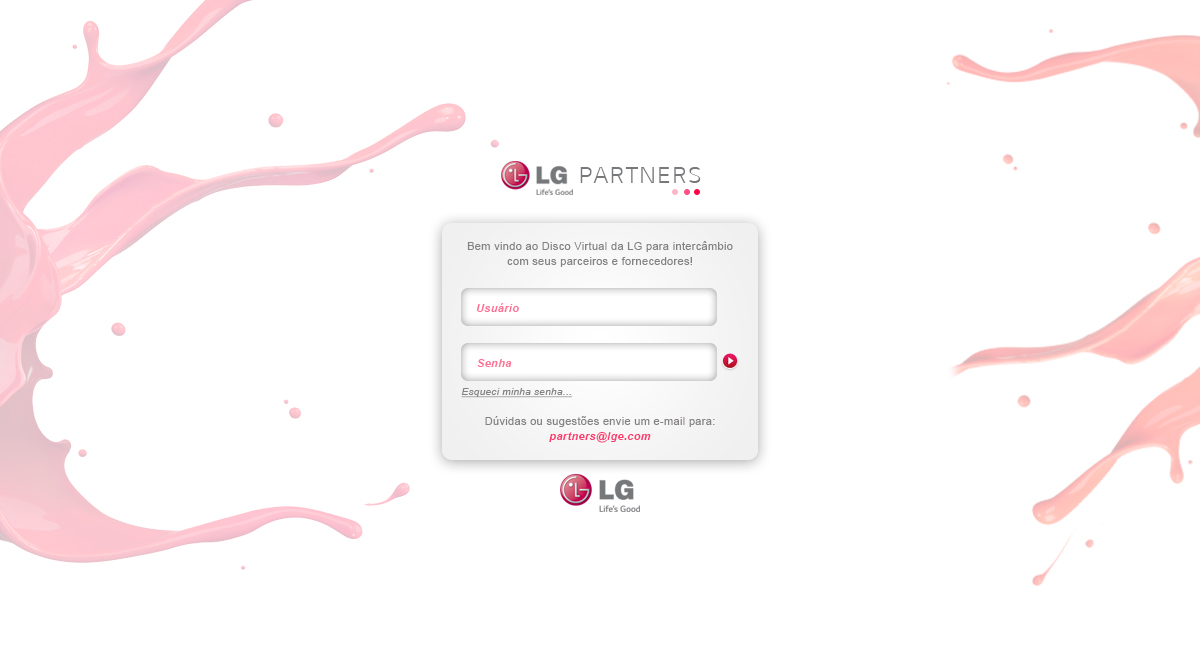 LG PARTNERS
Life's Good
Bem vindo ao Disco Virtual da LG para intercâmbio
com seus parceiros e fornecedores!
Usuário
Senha
Esqueci minha senha...
Dúvidas ou sugestões envie um e-mail para:
partners@lge.com
LG
Life's Good